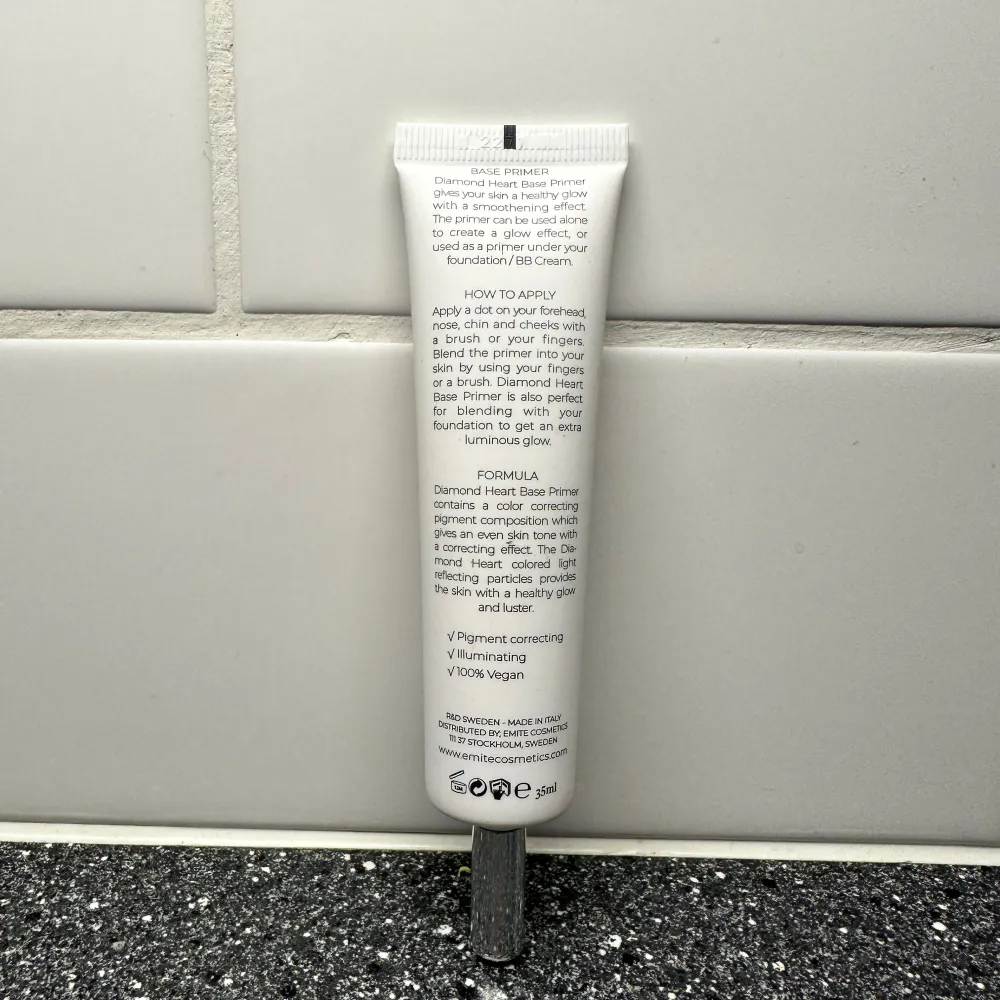 BASE PRIMER
Diamond Heart Base Primer
gives your skin a healthy glow
with a smoothening effect.
The primer can be used alone
to create a glow effect, or
used as a primer under your
foundation / BB Cream.
HOW TO APPLY
Apply a dot on your forehead,
nose, chin and cheeks with
a brush or your fingers.
Blend the primer into your
skin by using your fingers
or a brush. Diamond Heart
Base Primer is also perfect
for blending with your
foundation to get an extra
luminous glow.
FORMULA
Diamond Heart Base Primer
contains a color correcting
pigment composition which
gives an even skin tone with
a correcting effect. The Dia-
mond Heart colored light
reflecting particles provides
the skin with a healthy glow
and luster.
√ Pigment correcting
√ Illuminating
√ 100% Vegan
R&D SWEDEN - MADE IN ITALY
DISTRIBUTED BY; EMITE COSMETICS
111 37 STOCKHOLM, SWEDEN
www.emitecosmetics.com
12M e 35ml